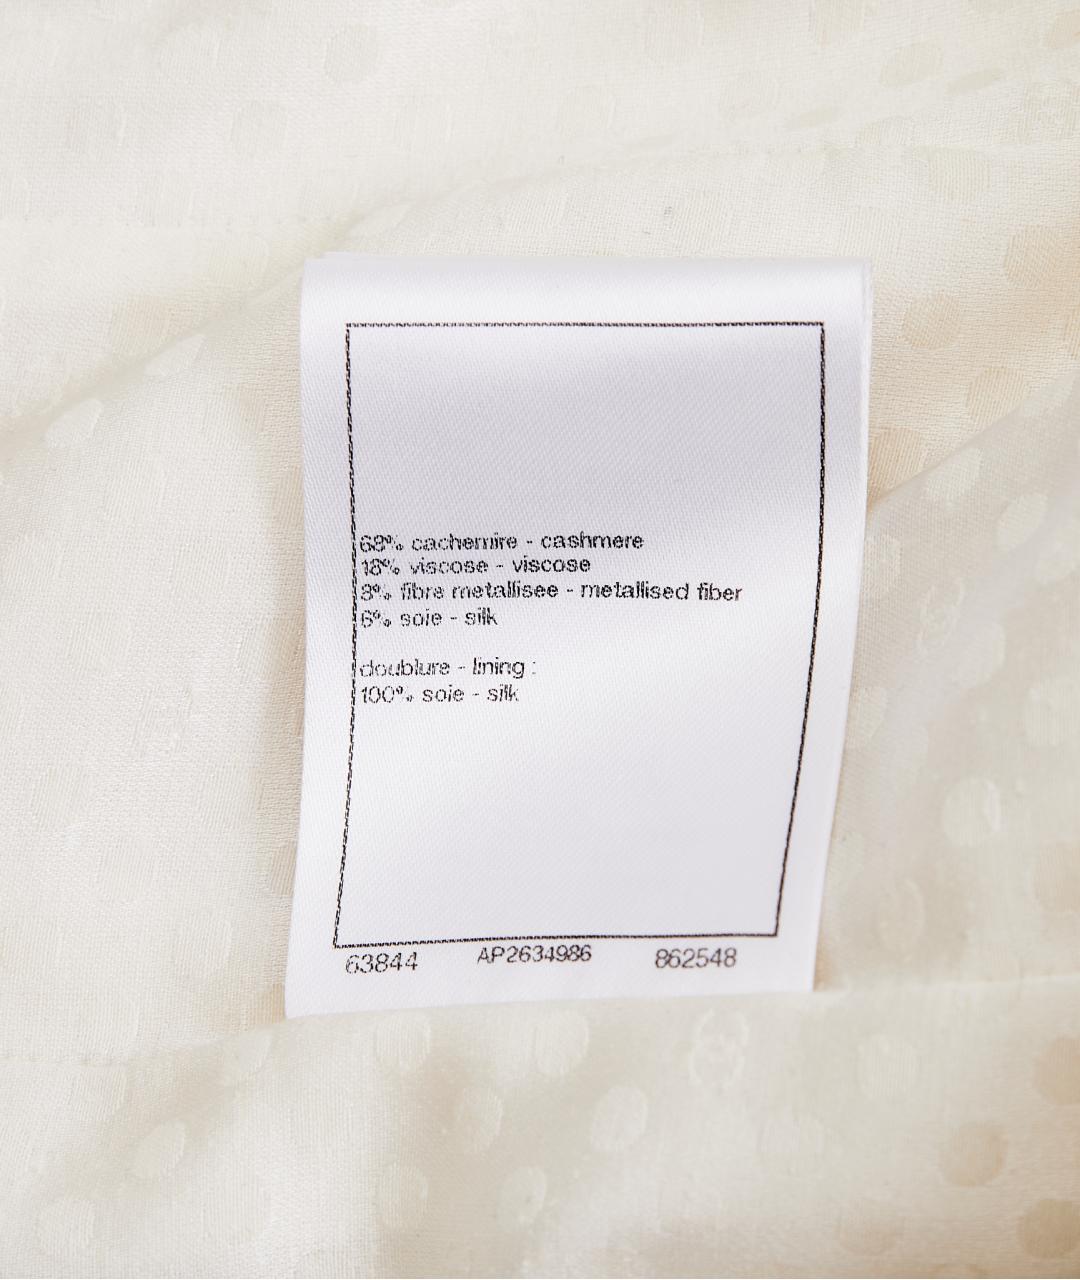 68% cachemire - cashmere
18% viscose - viscose
8% fibre metallisee - metallised fiber
6% soie - silk
doublure - lining :
100% soie - silk
63844 AP2634986 862548